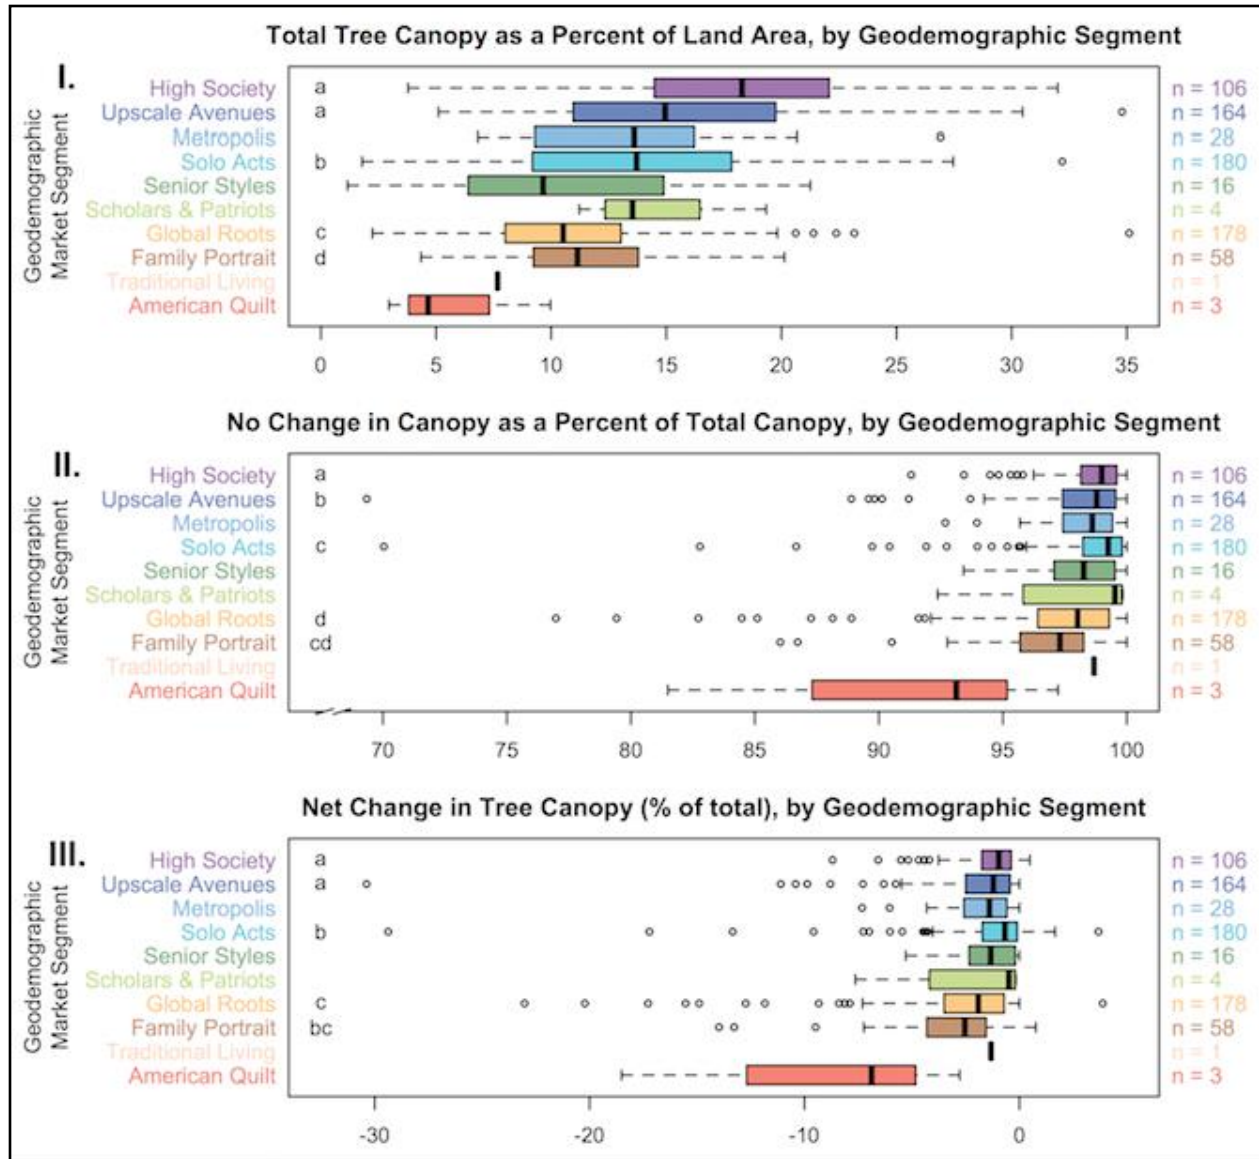 Total Tree Canopy as a Percent of Land Area, by Geodemographic Segment
I.
Geodemographic
Market Segment
High Society a n = 106
Upscale Avenues a n = 164
Metropolis n = 28
Solo Acts b n = 180
Senior Styles n = 16
Scholars & Patriots n = 4
Global Roots c n = 178
Family Portrait d n = 58
Traditional Living n = 1
American Quilt n = 3
0 5 10 15 20 25 30 35
No Change in Canopy as a Percent of Total Canopy, by Geodemographic Segment
II.
Geodemographic
Market Segment
High Society a n = 106
Upscale Avenues b n = 164
Metropolis n = 28
Solo Acts c n = 180
Senior Styles n = 16
Scholars & Patriots n = 4
Global Roots d n = 178
Family Portrait cd n = 58
Traditional Living n = 1
American Quilt n = 3
70 75 80 85 90 95 100
Net Change in Tree Canopy (% of total), by Geodemographic Segment
III.
Geodemographic
Market Segment
High Society a n = 106
Upscale Avenues a n = 164
Metropolis n = 28
Solo Acts b n = 180
Senior Styles n = 16
Scholars & Patriots n = 4
Global Roots c n = 178
Family Portrait bc n = 58
Traditional Living n = 1
American Quilt n = 3
-30 -20 -10 0